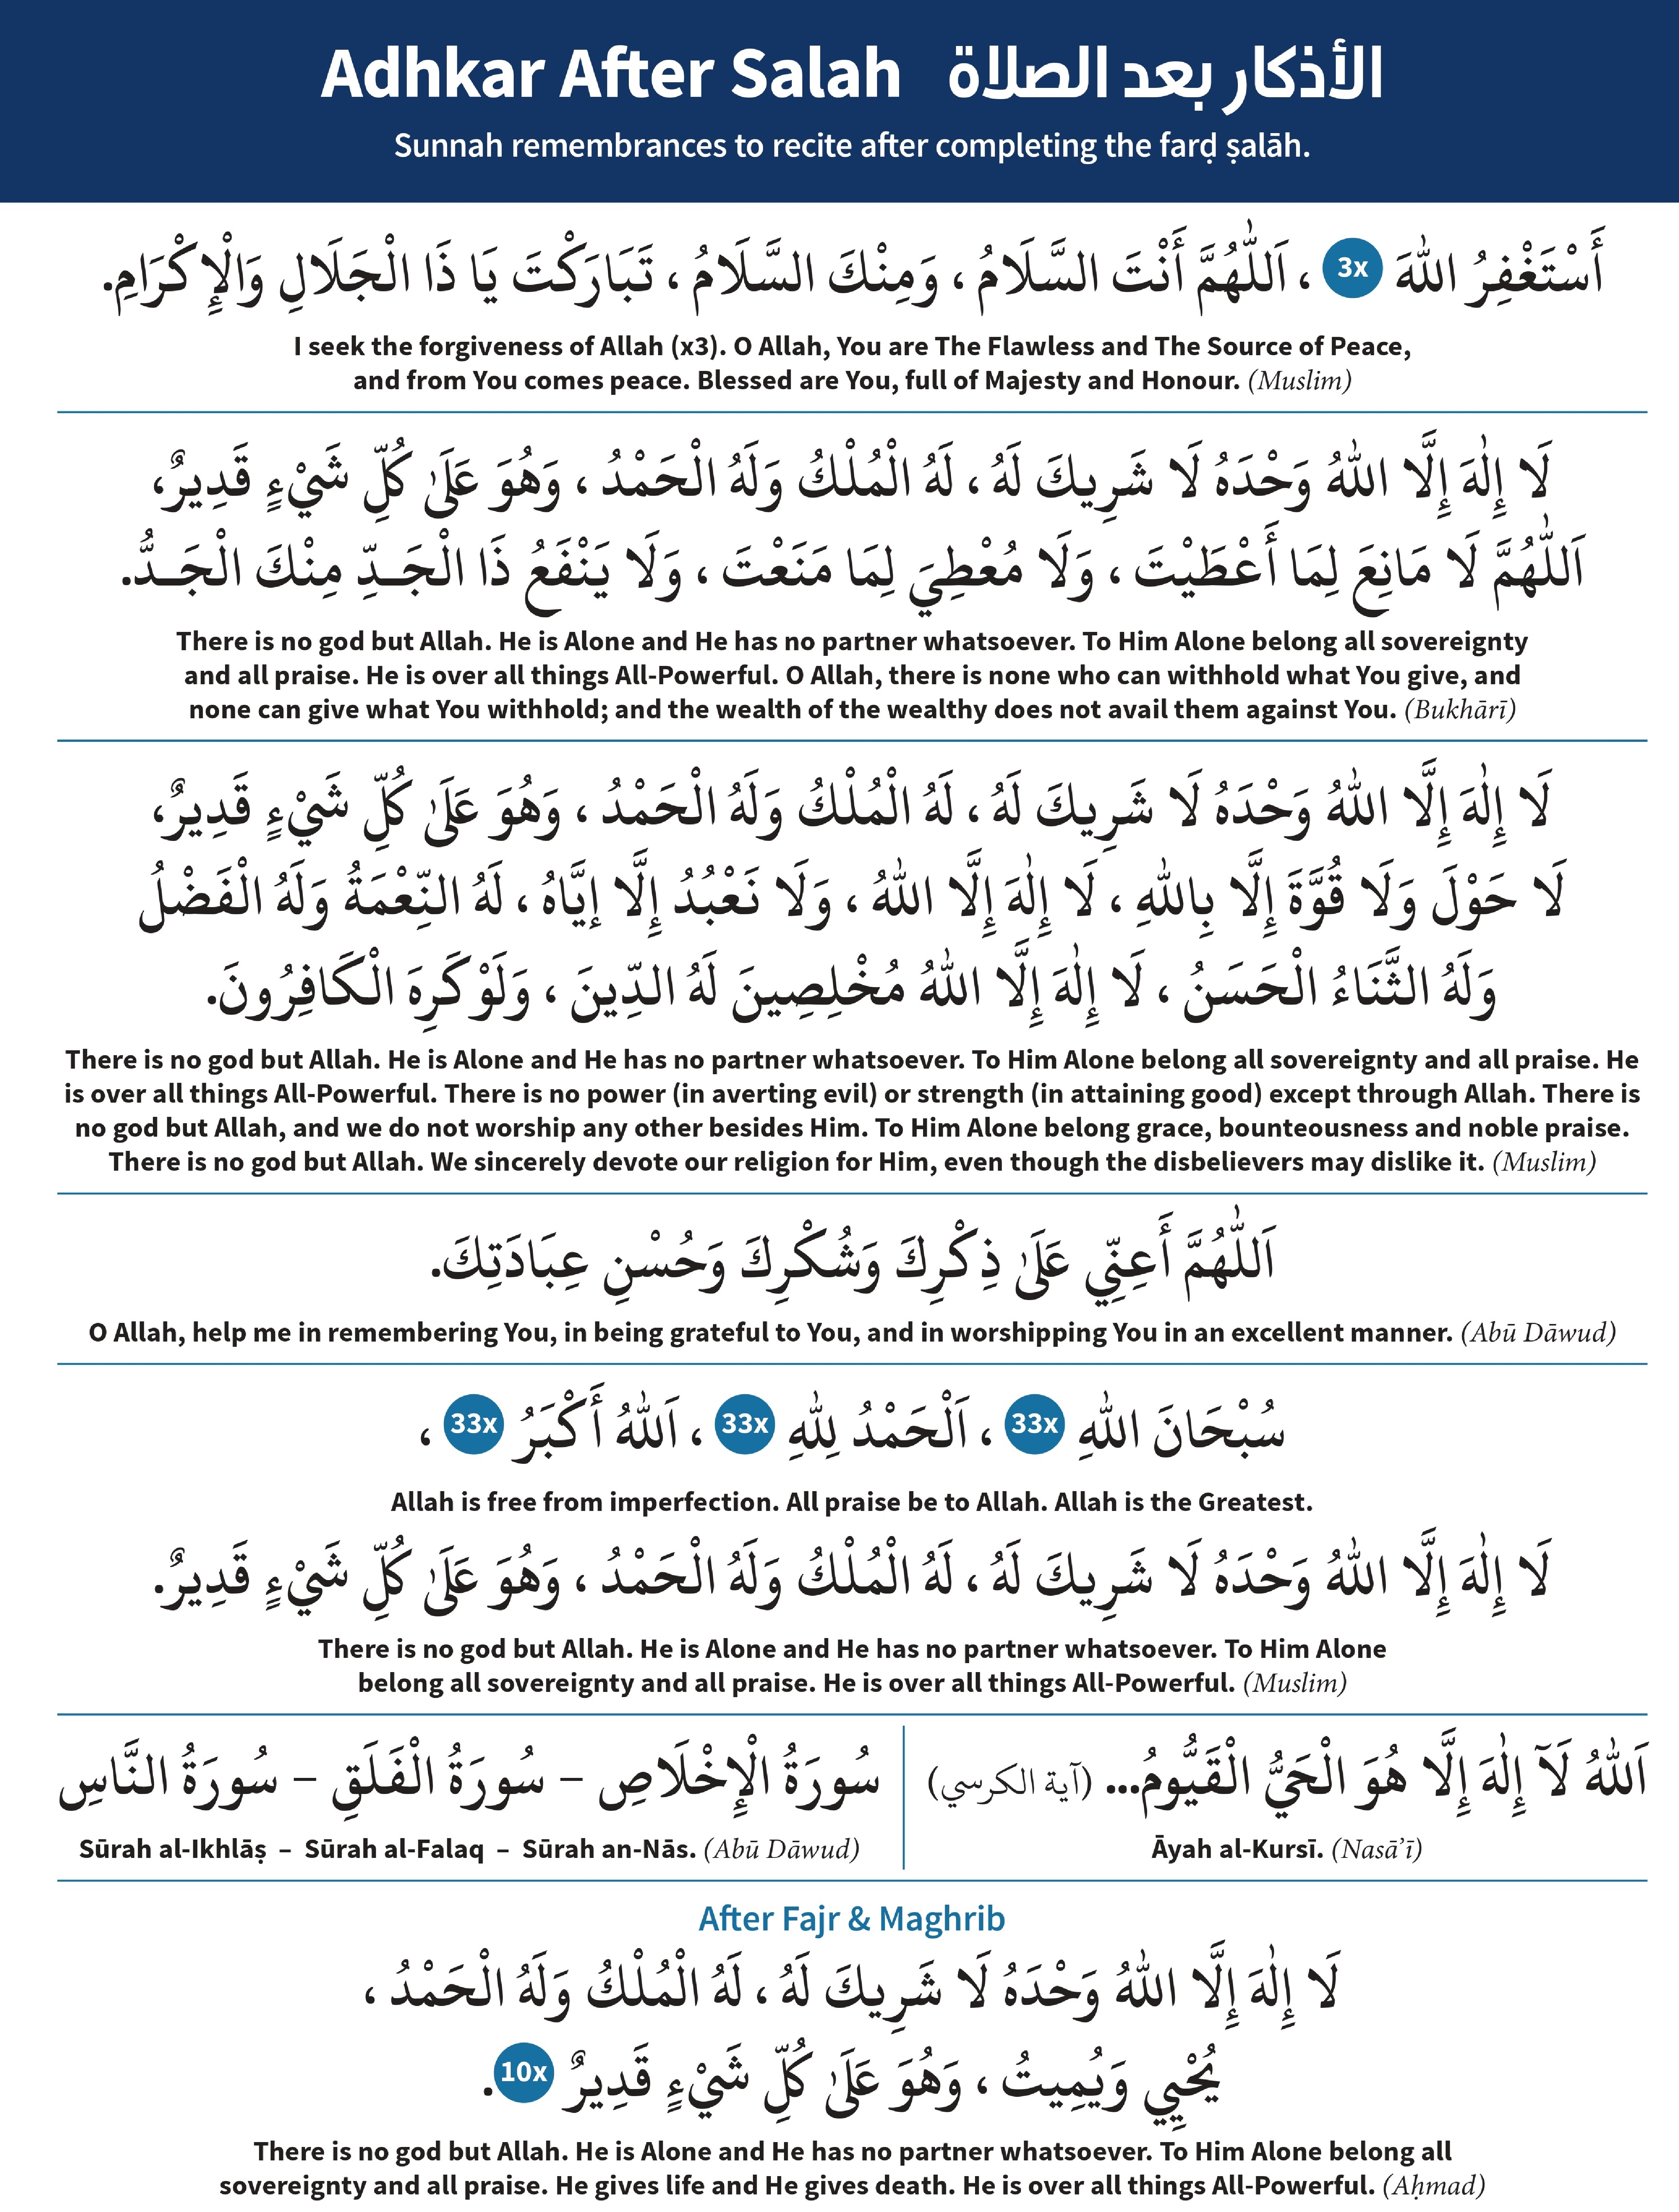 Adhkar After Salah الأذكار بعد الصلاة
Sunnah remembrances to recite after completing the farḍ ṣalāh.
أَسْتَغْفِرُ اللّٰهَ 3x ، اَللّٰهُمَّ أَنْتَ السَّلَامُ ، وَمِنْكَ السَّلَامُ ، تَبَارَكْتَ يَا ذَا الْجَلَالِ وَالْإِكْرَامِ.
I seek the forgiveness of Allah (x3). O Allah, You are The Flawless and The Source of Peace,
and from You comes peace. Blessed are You, full of Majesty and Honour. (Muslim)
لَا إِلٰهَ إِلَّا اللّٰهُ وَحْدَهُ لَا شَرِيكَ لَهُ ، لَهُ الْمُلْكُ وَلَهُ الْحَمْدُ ، وَهُوَ عَلَىٰ كُلِّ شَيْءٍ قَدِيرٌ،
اَللّٰهُمَّ لَا مَانِعَ لِمَا أَعْطَيْتَ ، وَلَا مُعْطِيَ لِمَا مَنَعْتَ ، وَلَا يَنْفَعُ ذَا الْجَــدِّ مِنْكَ الْجَــدُّ.
There is no god but Allah. He is Alone and He has no partner whatsoever. To Him Alone belong all sovereignty
and all praise. He is over all things All-Powerful. O Allah, there is none who can withhold what You give, and
none can give what You withhold; and the wealth of the wealthy does not avail them against You. (Bukhārī)
لَا إِلٰهَ إِلَّا اللّٰهُ وَحْدَهُ لَا شَرِيكَ لَهُ ، لَهُ الْمُلْكُ وَلَهُ الْحَمْدُ ، وَهُوَ عَلَىٰ كُلِّ شَيْءٍ قَدِيرٌ،
لَا حَوْلَ وَلَا قُوَّةَ إِلَّا بِاللّٰهِ ، لَا إِلٰهَ إِلَّا اللّٰهُ ، وَلَا نَعْبُدُ إِلَّا إِيَّاهُ ، لَهُ النِّعْمَةُ وَلَهُ الْفَضْلُ
وَلَهُ الثَّنَاءُ الْحَسَنُ ، لَا إِلٰهَ إِلَّا اللّٰهُ مُخْلِصِينَ لَهُ الدِّينَ ، وَلَوْ كَرِهَ الْكَافِرُونَ.
There is no god but Allah. He is Alone and He has no partner whatsoever. To Him Alone belong all sovereignty and all praise. He
is over all things All-Powerful. There is no power (in averting evil) or strength (in attaining good) except through Allah. There is
no god but Allah, and we do not worship any other besides Him. To Him Alone belong grace, bounteousness and noble praise.
There is no god but Allah. We sincerely devote our religion for Him, even though the disbelievers may dislike it. (Muslim)
اَللّٰهُمَّ أَعِنِّي عَلَىٰ ذِكْرِكَ وَشُكْرِكَ وَحُسْنِ عِبَادَتِكَ.
O Allah, help me in remembering You, in being grateful to You, and in worshipping You in an excellent manner. (Abū Dāwud)
سُبْحَانَ اللّٰهِ 33x ، اَلْحَمْدُ لِلّٰهِ 33x ، اَللّٰهُ أَكْبَرُ 33x ،
Allah is free from imperfection. All praise be to Allah. Allah is the Greatest.
لَا إِلٰهَ إِلَّا اللّٰهُ وَحْدَهُ لَا شَرِيكَ لَهُ ، لَهُ الْمُلْكُ وَلَهُ الْحَمْدُ ، وَهُوَ عَلَىٰ كُلِّ شَيْءٍ قَدِيرٌ.
There is no god but Allah. He is Alone and He has no partner whatsoever. To Him Alone
belong all sovereignty and all praise. He is over all things All-Powerful. (Muslim)
اَللّٰهُ لَآ إِلٰهَ إِلَّا هُوَ الْحَيُّ الْقَيُّومُ... (آية الكرسي)
Āyah al-Kursī. (Nasā’ī)
سُورَةُ الْإِخْلَاصِ – سُورَةُ الْفَلَقِ – سُورَةُ النَّاسِ
Sūrah al-Ikhlāṣ – Sūrah al-Falaq – Sūrah an-Nās. (Abū Dāwud)
After Fajr & Maghrib
لَا إِلٰهَ إِلَّا اللّٰهُ وَحْدَهُ لَا شَرِيكَ لَهُ ، لَهُ الْمُلْكُ وَلَهُ الْحَمْدُ ،
يُحْيِي وَيُمِيتُ ، وَهُوَ عَلَىٰ كُلِّ شَيْءٍ قَدِيرٌ 10x.
There is no god but Allah. He is Alone and He has no partner whatsoever. To Him Alone belong all
sovereignty and all praise. He gives life and He gives death. He is over all things All-Powerful. (Aḥmad)